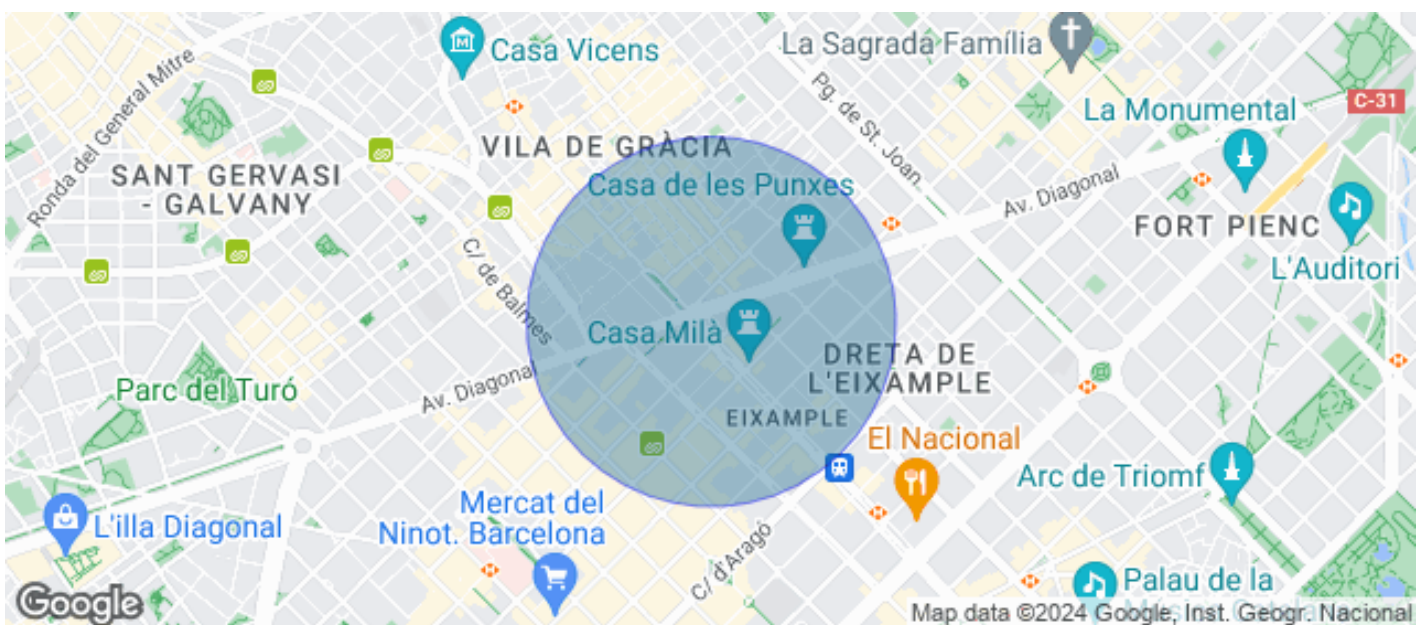 Casa Vicens
La Sagrada Família
C-31
La Monumental
Ronda del General Mitre
Pg. de St. Joan
VILA DE GRÀCIA
SANT GERVASI
- GALVANY
Casa de les Punxes
Av. Diagonal
FORT PIENC
L'Auditori
C/ de Balmes
Casa Milà
DRETA DE
L'EIXAMPLE
Parc del Turó
Av. Diagonal
EIXAMPLE
El Nacional
Arc de Triomf
Mercat del
Ninot. Barcelona
L'illa Diagonal
C/ d'Aragó
Palau de la
Google
Map data ©2024 Google, Inst. Geogr. Nacional